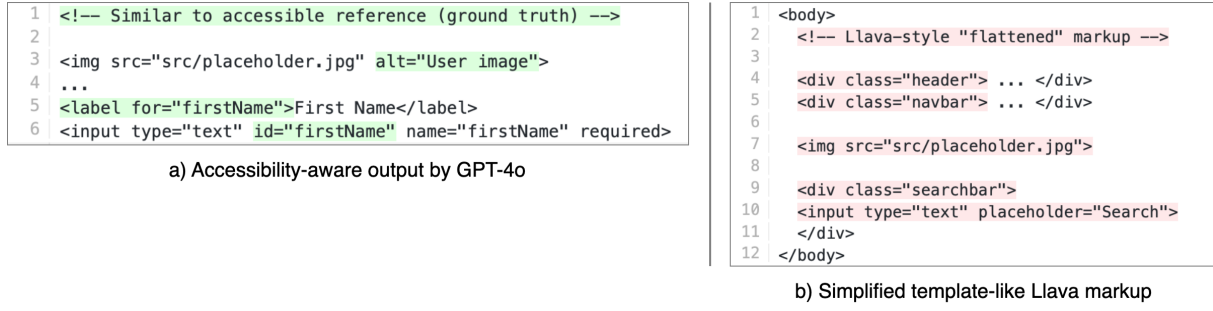 1 <!-- Similar to accessible reference (ground truth) -->
2
3 <img src="src/placeholder.jpg" alt="User image">
4 ...
5 <label for="firstName">First Name</label>
6 <input type="text" id="firstName" name="firstName" required>
a) Accessibility-aware output by GPT-4o
1 <body>
2 <!-- Llava-style "flattened" markup -->
3
4 <div class="header"> ... </div>
5 <div class="navbar"> ... </div>
6
7 <img src="src/placeholder.jpg">
8
9 <div class="searchbar">
10 <input type="text" placeholder="Search">
11 </div>
12 </body>
b) Simplified template-like Llava markup